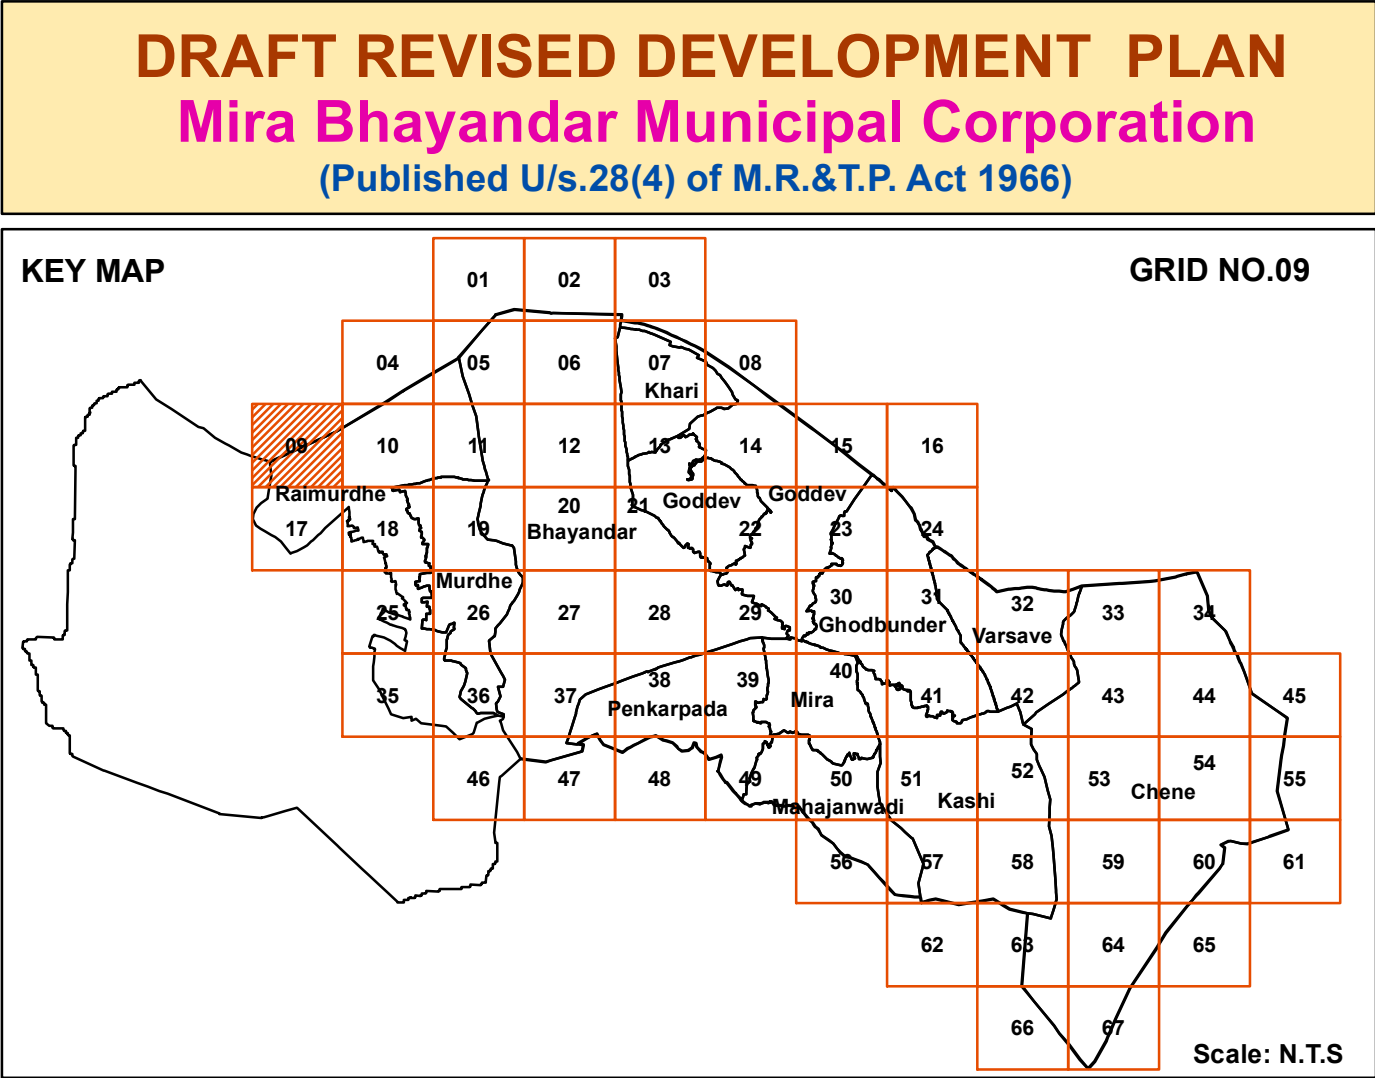 DRAFT REVISED DEVELOPMENT PLAN
Mira Bhayandar Municipal Corporation
(Published U/s.28(4) of M.R.&T.P. Act 1966)
KEY MAP
GRID NO.09
01 02 03
04 05 06 07 08
Khari
09 10 11 12 13 14 15 16
Raimurdhe Goddev Goddev
17 18 19 20 21 22 23 24
Bhayandar
Murdhe
25 26 27 28 29 30 31 32 33 34
Ghodbunder Varsave
35 36 37 38 39 40 41 42 43 44 45
Penkarpada Mira
46 47 48 49 50 51 52 53 54 55
Mahajanwadi Kashi Chene
56 57 58 59 60 61
62 63 64 65
66 67
Scale: N.T.S